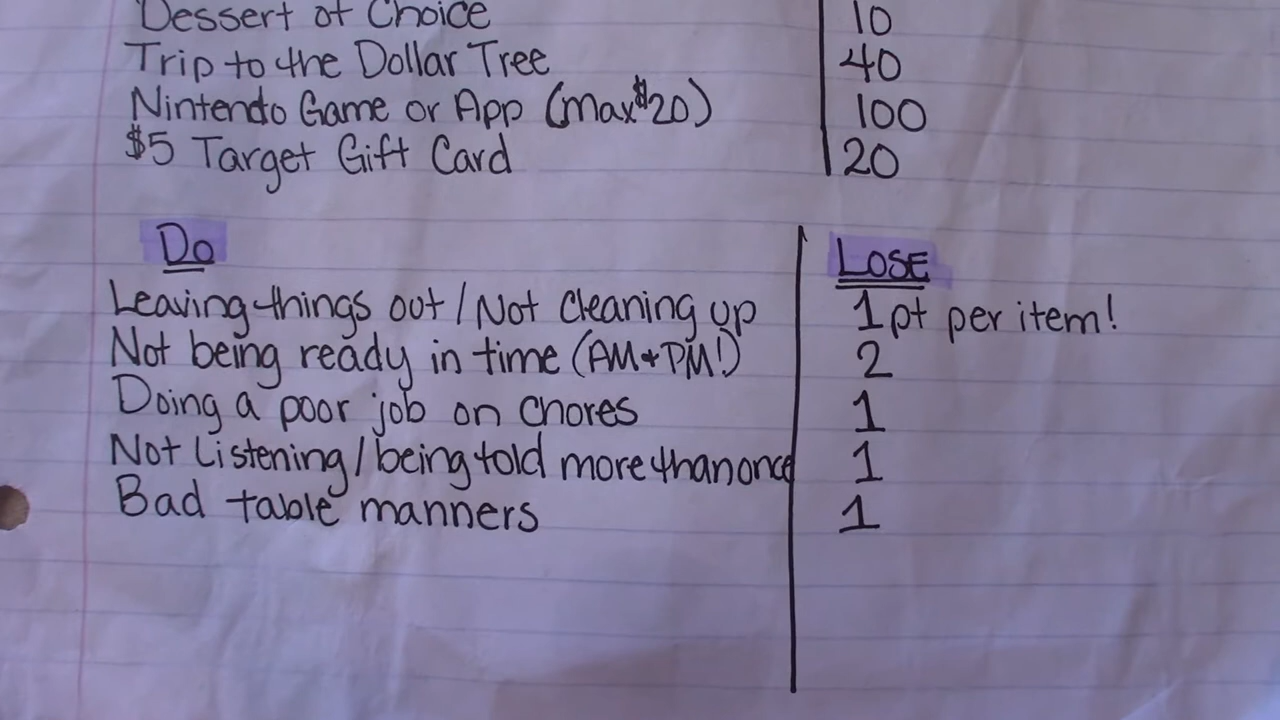 Dessert of Choice 10
Trip to the Dollar Tree 40
Nintendo Game or App (max $20) 100
$5 Target Gift Card 20
Do LOSE
Leaving things out / Not cleaning up 1 pt per item!
Not being ready in time (AM + PM!) 2
Doing a poor job on chores 1
Not Listening / being told more than once 1
Bad table manners 1